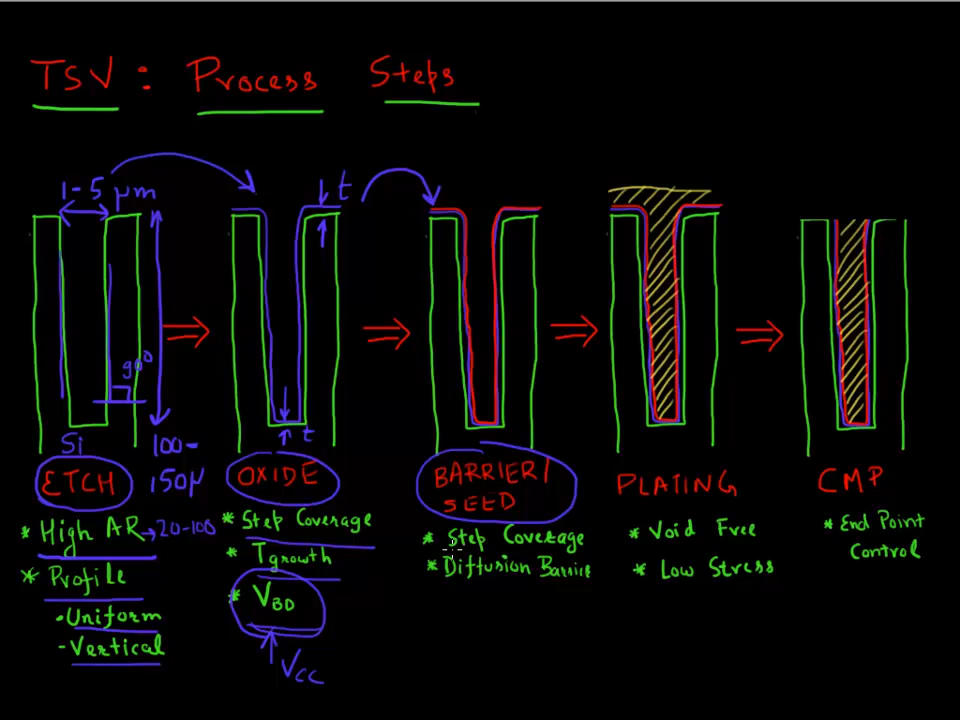 TSV : Process Steps
1-5 μm
t
90°
t
Si
100-
150μ
ETCH
OXIDE
BARRIER/
SEED
PLATING
CMP
* High AR → 20-100
* Profile
- Uniform
- Vertical
* Step Coverage
* Tgrowth
* VBD
VCC
* Step Coverage
* Diffusion Barrier
* Void Free
* Low Stress
* End Point
Control